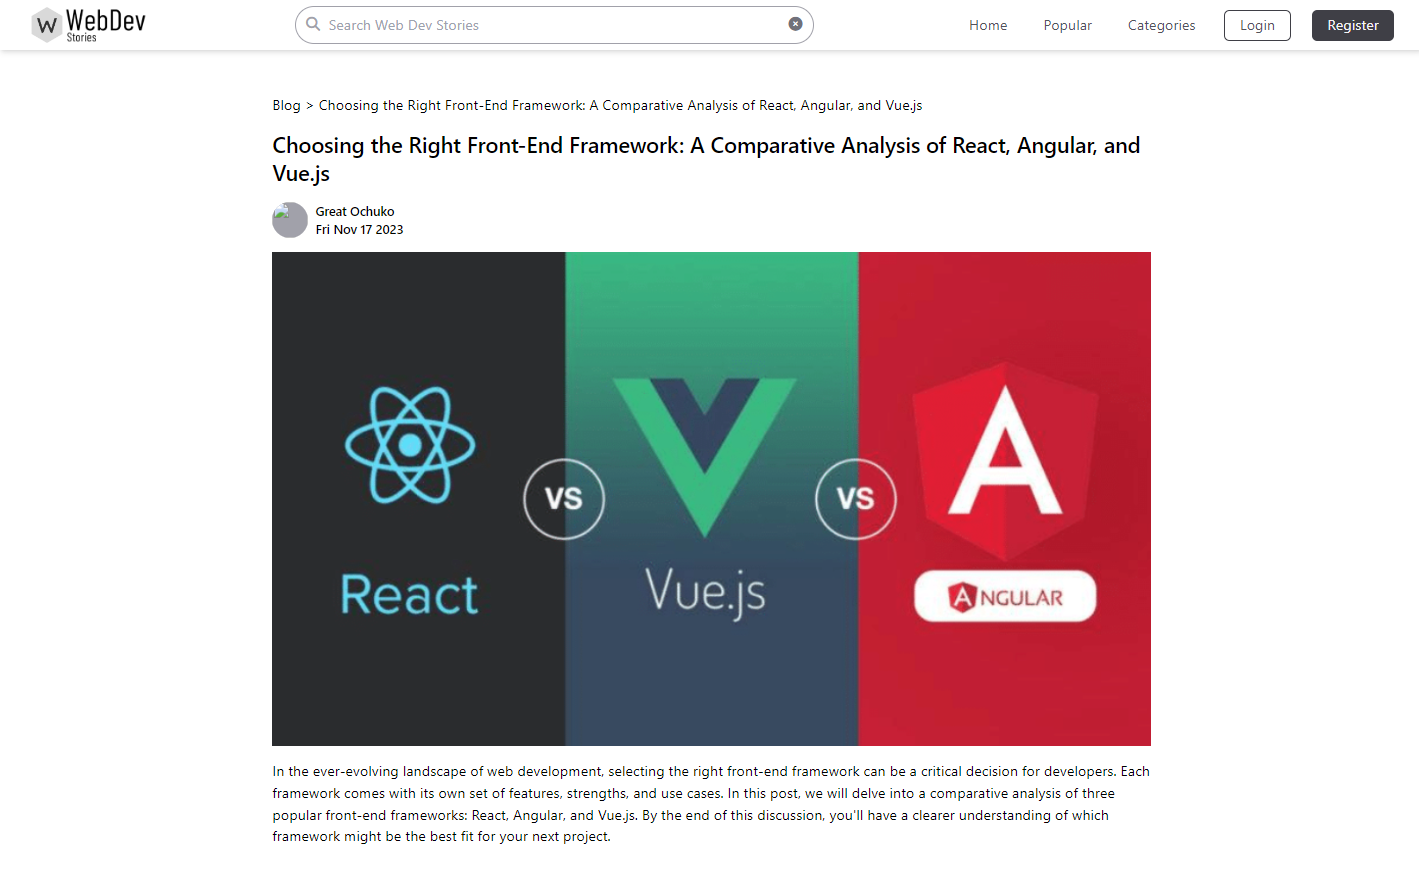 W WebDev
Stories
Search Web Dev Stories
Home
Popular
Categories
Login
Register
Blog > Choosing the Right Front-End Framework: A Comparative Analysis of React, Angular, and Vue.js
Choosing the Right Front-End Framework: A Comparative Analysis of React, Angular, and
Vue.js
Great Ochuko
Fri Nov 17 2023
React
VS
Vue.js
VS
A
ANGULAR
In the ever-evolving landscape of web development, selecting the right front-end framework can be a critical decision for developers. Each
framework comes with its own set of features, strengths, and use cases. In this post, we will delve into a comparative analysis of three
popular front-end frameworks: React, Angular, and Vue.js. By the end of this discussion, you'll have a clearer understanding of which
framework might be the best fit for your next project.